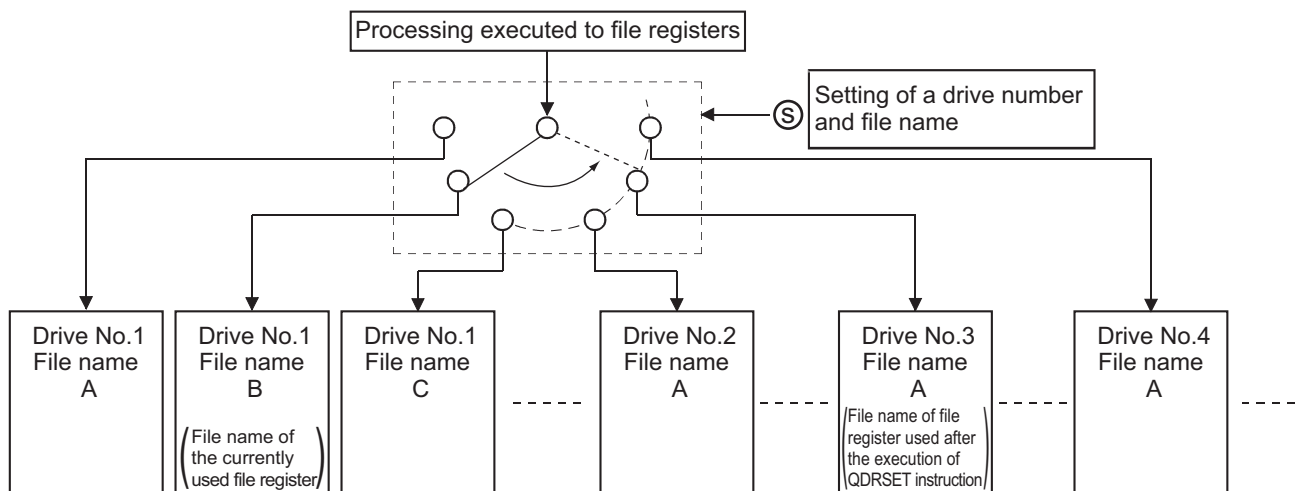 Processing executed to file registers
S
Setting of a drive number
and file name
Drive No.1
File name
A
Drive No.1
File name
B
(File name of
the currently
used file register)
Drive No.1
File name
C
Drive No.2
File name
A
Drive No.3
File name
A
(File name of file
register used after
the execution of
QDRSET instruction)
Drive No.4
File name
A